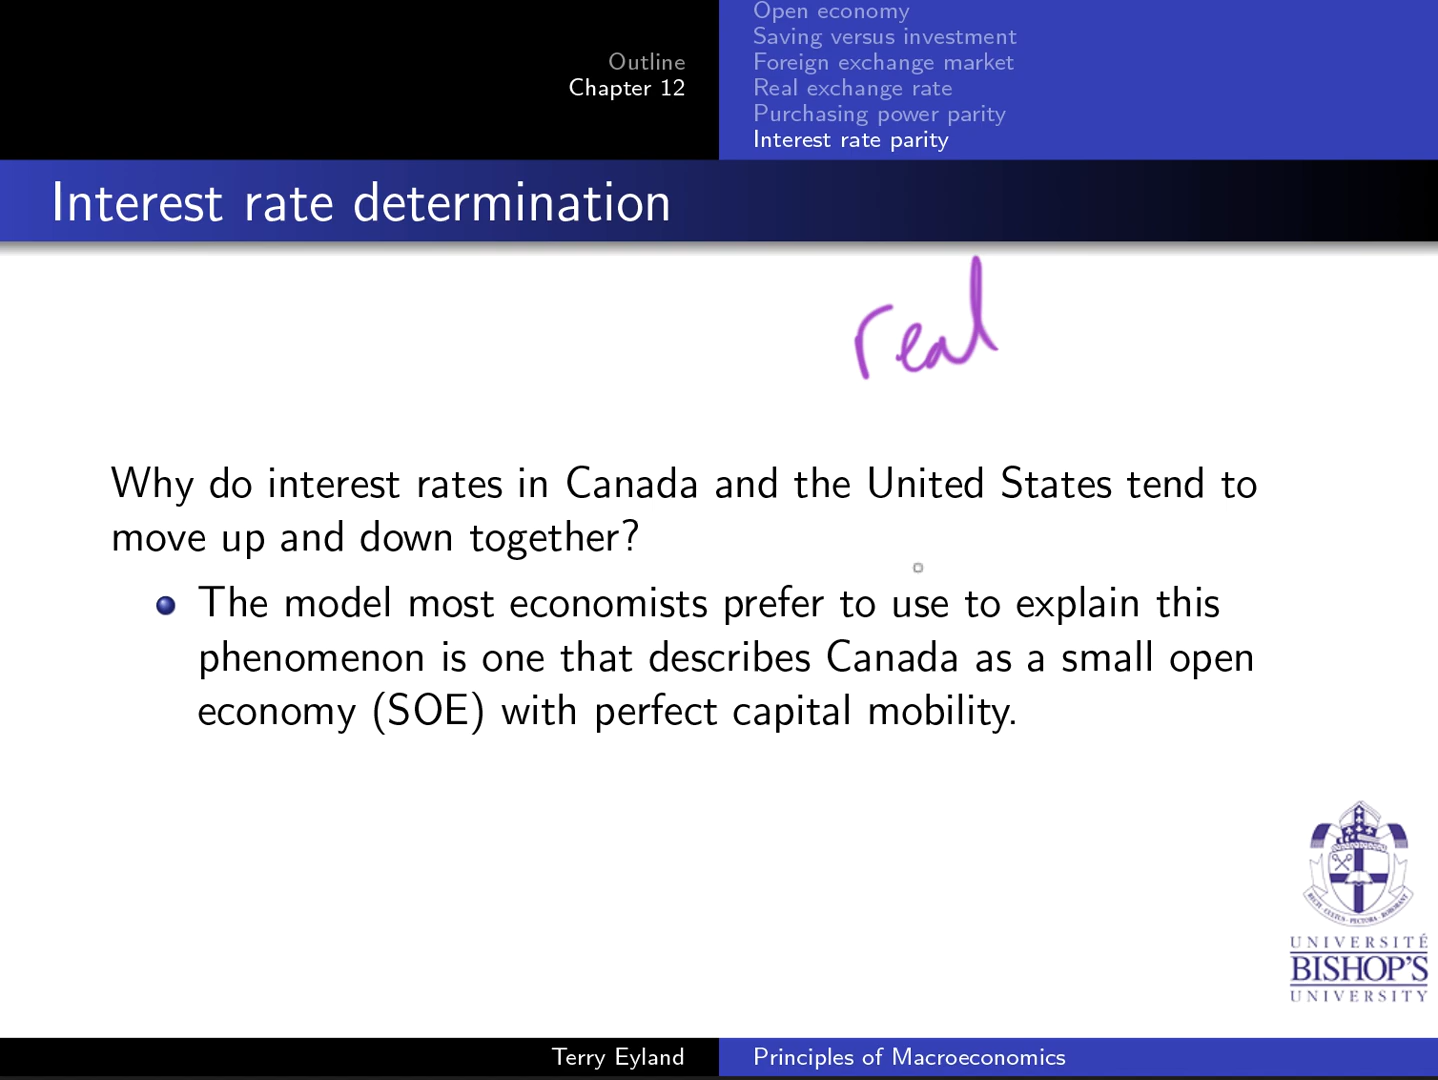 Outline
Chapter 12
Open economy
Saving versus investment
Foreign exchange market
Real exchange rate
Purchasing power parity
Interest rate parity
Interest rate determination
real
Why do interest rates in Canada and the United States tend to
move up and down together?
The model most economists prefer to use to explain this
phenomenon is one that describes Canada as a small open
economy (SOE) with perfect capital mobility.
UNIVERSITÉ
BISHOP'S
UNIVERSITY
Terry Eyland
Principles of Macroeconomics